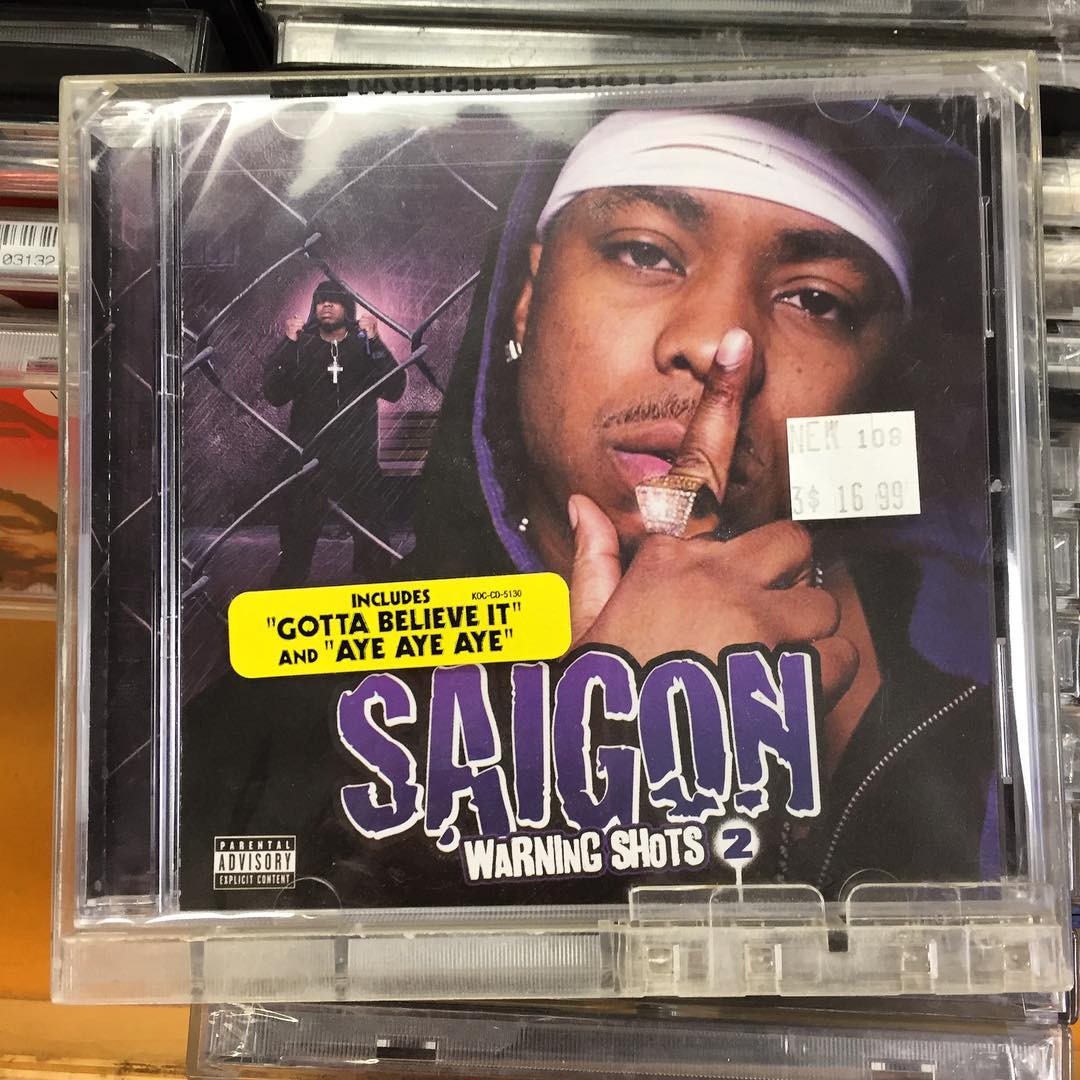 03132
NEW 108
3$ 16 99
INCLUDES KOC-CD-5130
"GOTTA BELIEVE IT"
AND "AYE AYE AYE"
SAIGON
WARNING SHOTS 2
PARENTAL
ADVISORY
EXPLICIT CONTENT